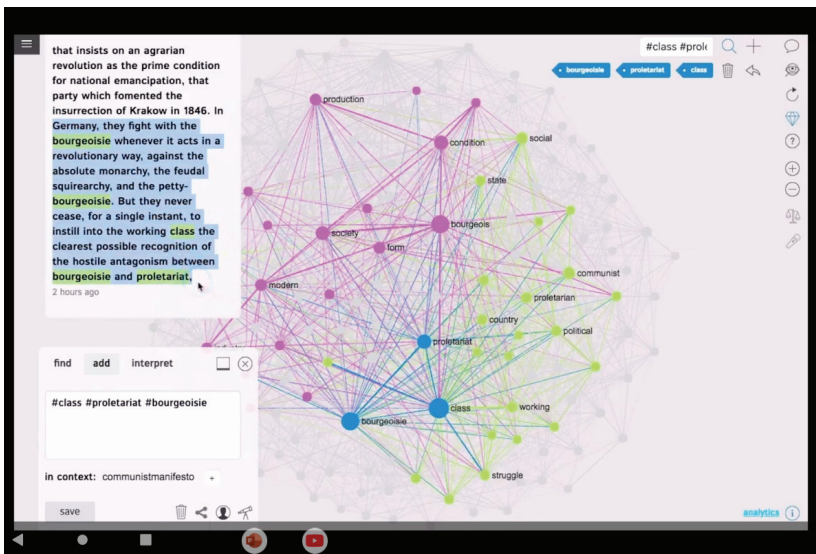 that insists on an agrarian
revolution as the prime condition
for national emancipation, that
party which fomented the
insurrection of Krakow in 1846. In
Germany, they fight with the
bourgeoisie whenever it acts in a
revolutionary way, against the
absolute monarchy, the feudal
squirearchy, and the petty-
bourgeoisie. But they never
cease, for a single instant, to
instill into the working class the
clearest possible recognition of
the hostile antagonism between
bourgeoisie and proletariat,
2 hours ago
#class #prole
bourgeoisie
proletariat
class
production
condition
social
state
bourgeois
society
form
communist
modern
proletarian
country
political
proletariat
class
working
bourgeoisie
struggle
find add interpret
#class #proletariat #bourgeoisie
in context: communistmanifesto +
save
analytics